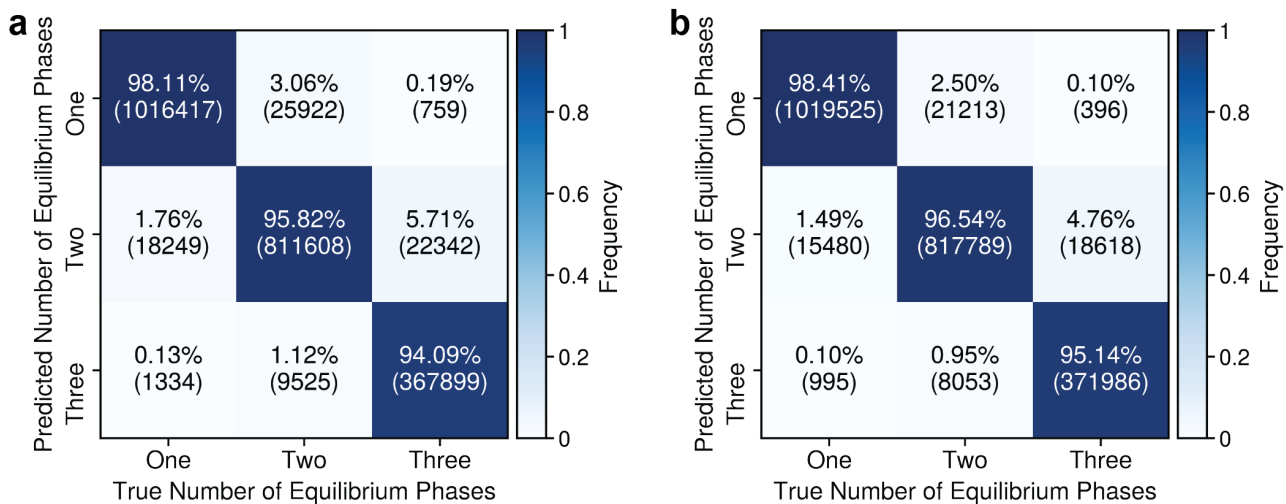 a
Predicted Number of Equilibrium Phases
One
Two
Three
98.11%
(1016417)
3.06%
(25922)
0.19%
(759)
1.76%
(18249)
95.82%
(811608)
5.71%
(22342)
0.13%
(1334)
1.12%
(9525)
94.09%
(367899)
One
Two
Three
True Number of Equilibrium Phases
1
0.8
0.6
0.4
0.2
0
Frequency
b
Predicted Number of Equilibrium Phases
One
Two
Three
98.41%
(1019525)
2.50%
(21213)
0.10%
(396)
1.49%
(15480)
96.54%
(817789)
4.76%
(18618)
0.10%
(995)
0.95%
(8053)
95.14%
(371986)
One
Two
Three
True Number of Equilibrium Phases
1
0.8
0.6
0.4
0.2
0
Frequency